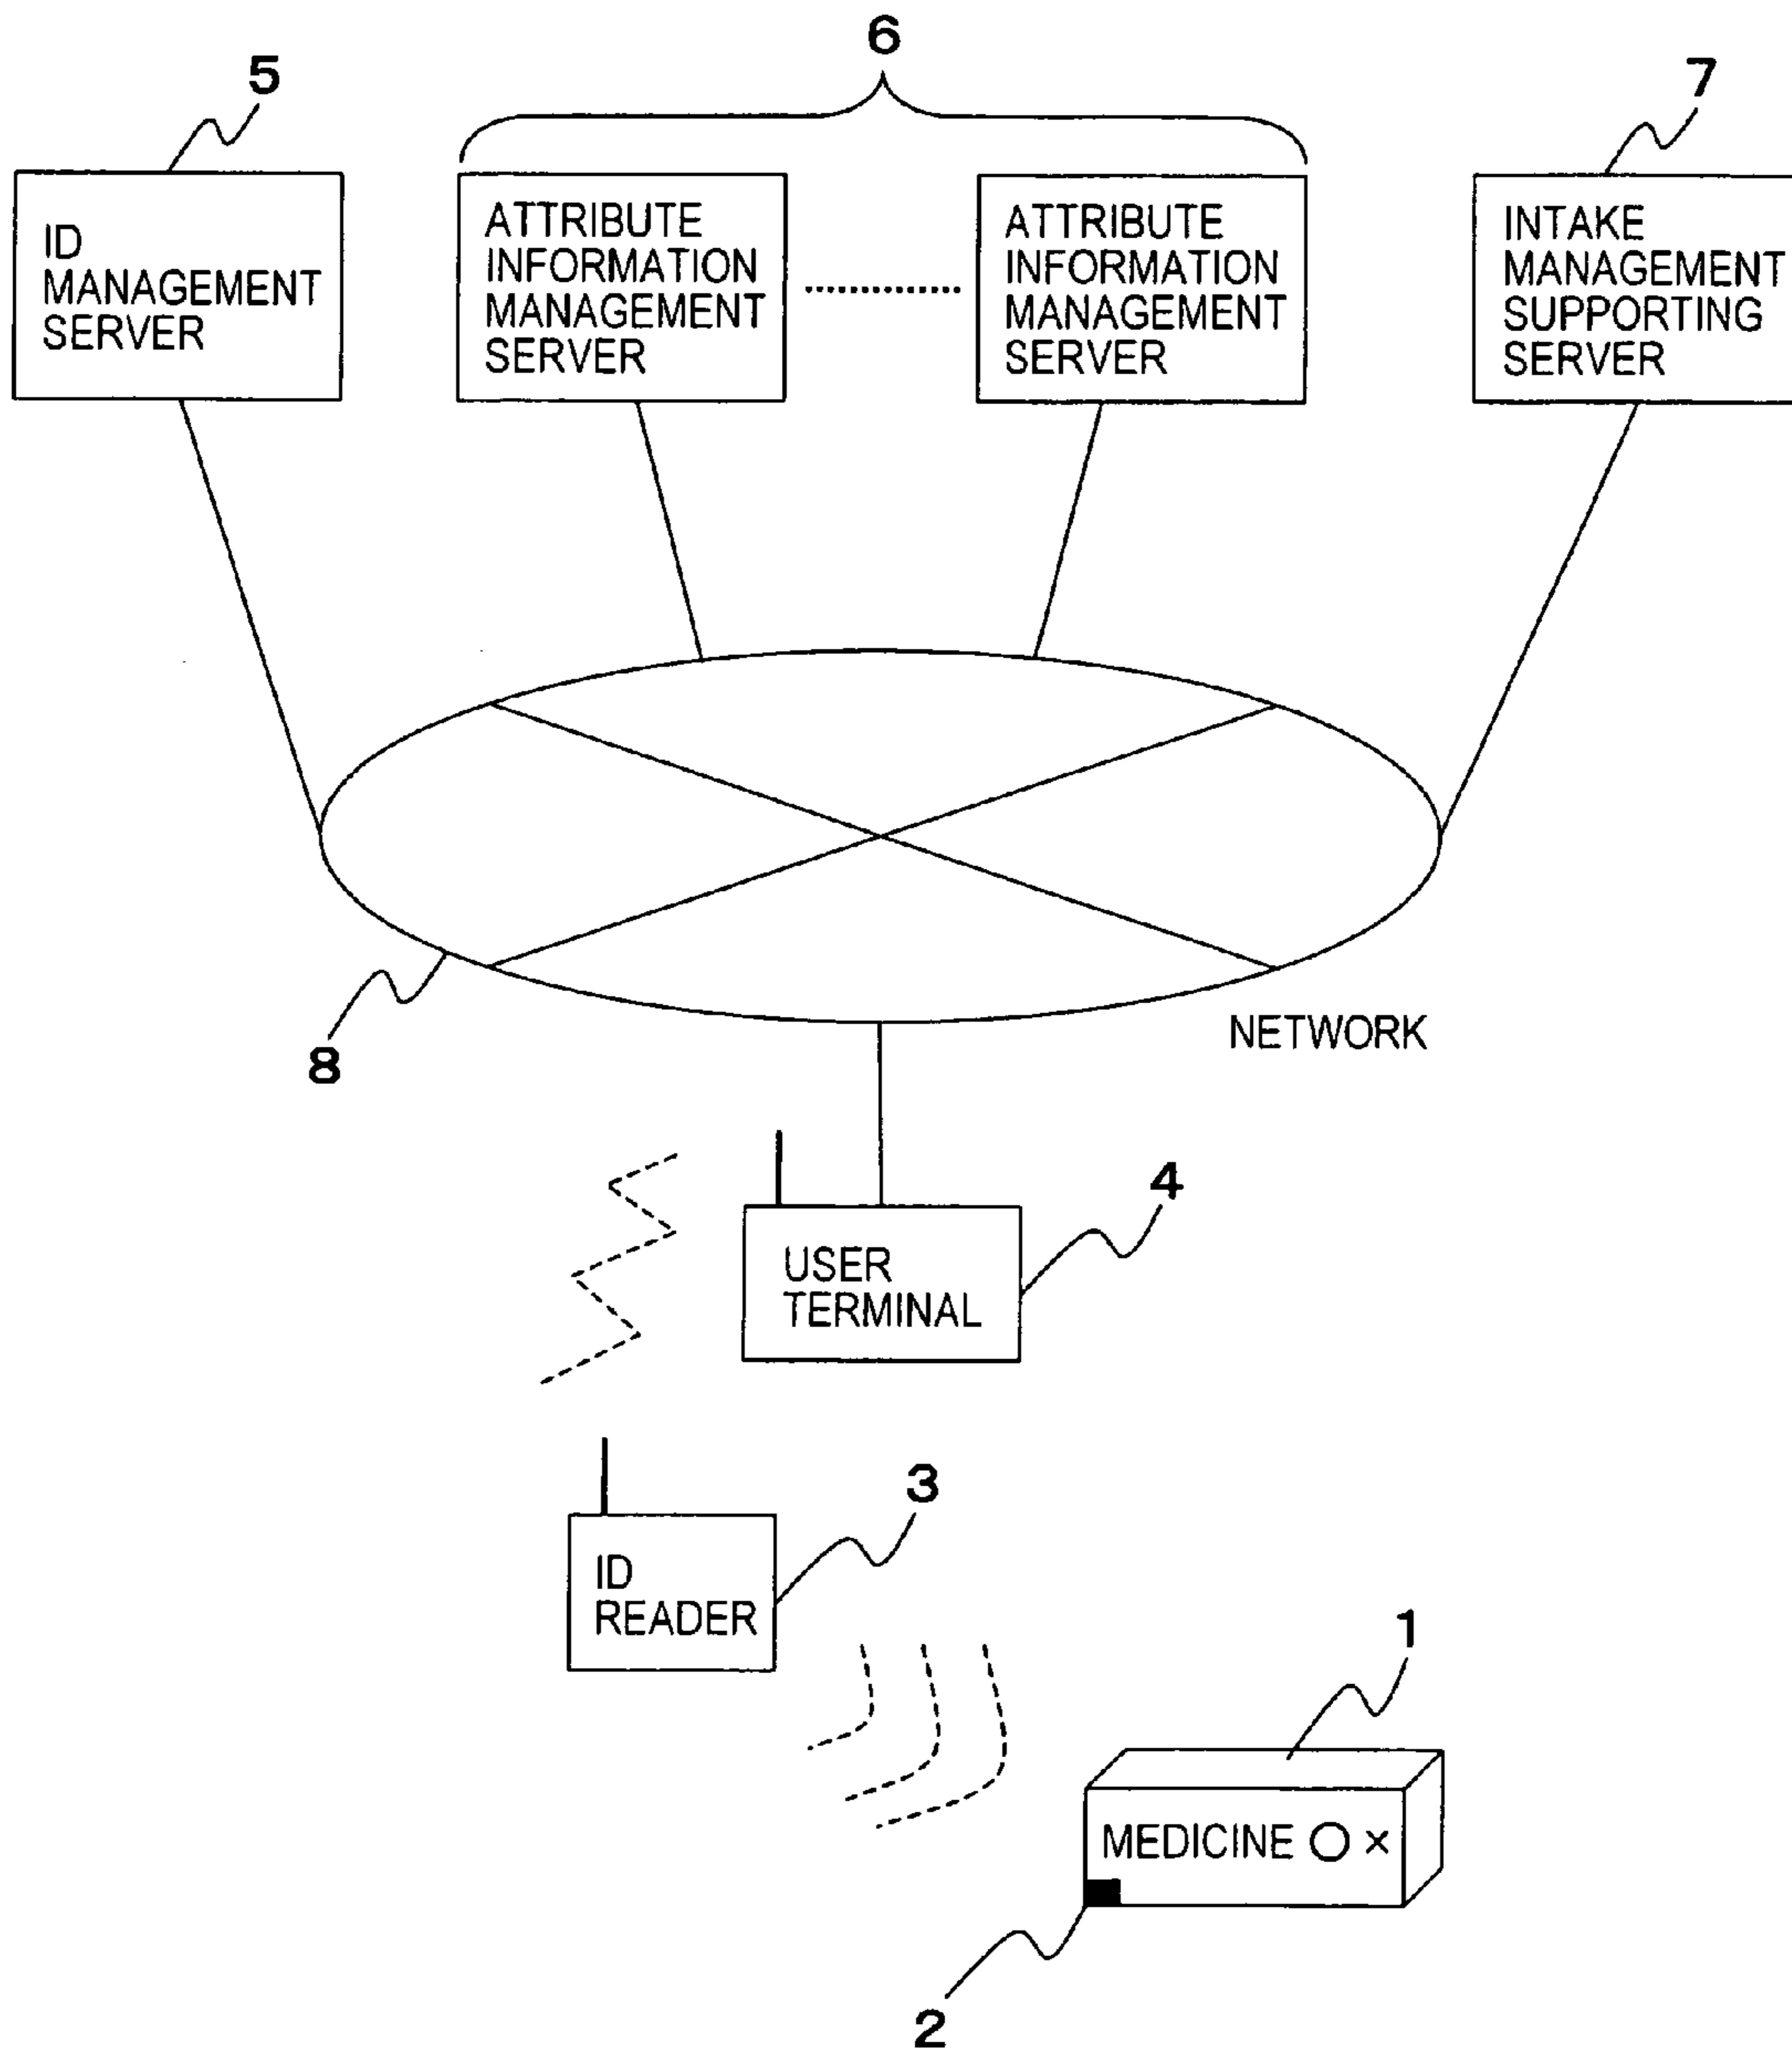 6
5
7
ID
MANAGEMENT
SERVER
ATTRIBUTE
INFORMATION
MANAGEMENT
SERVER
ATTRIBUTE
INFORMATION
MANAGEMENT
SERVER
INTAKE
MANAGEMENT
SUPPORTING
SERVER
NETWORK
8
4
USER
TERMINAL
3
ID
READER
1
MEDICINE ○ ×
2